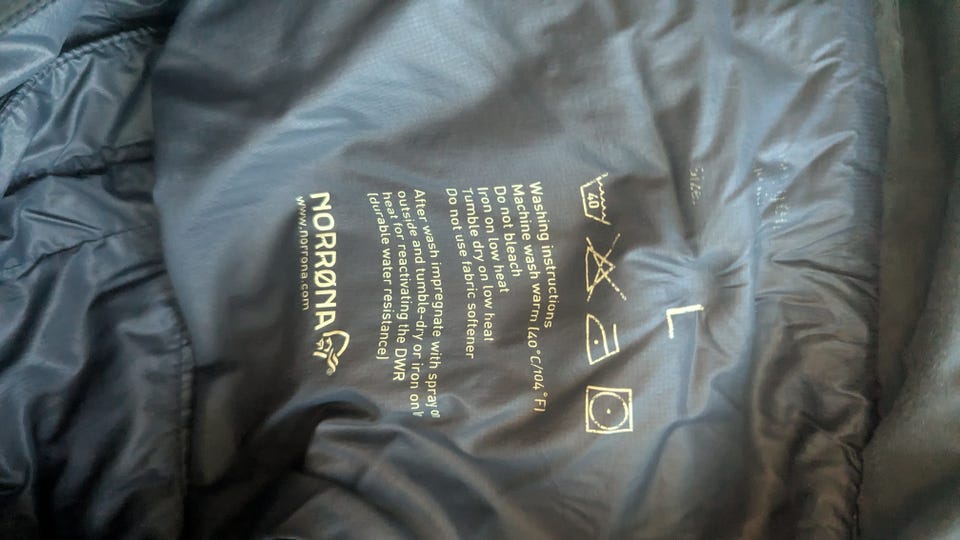 Size:
L
40
Washing instructions
Machine wash warm (40°C/104°F)
Do not bleach
Iron on low heat
Tumble dry on low heat
Do not use fabric softener
After wash impregnate with spray on
outside and tumble-dry or iron on
heat for reactivating the DWR
(durable water resistance)
NORRØNA
www.norrona.com